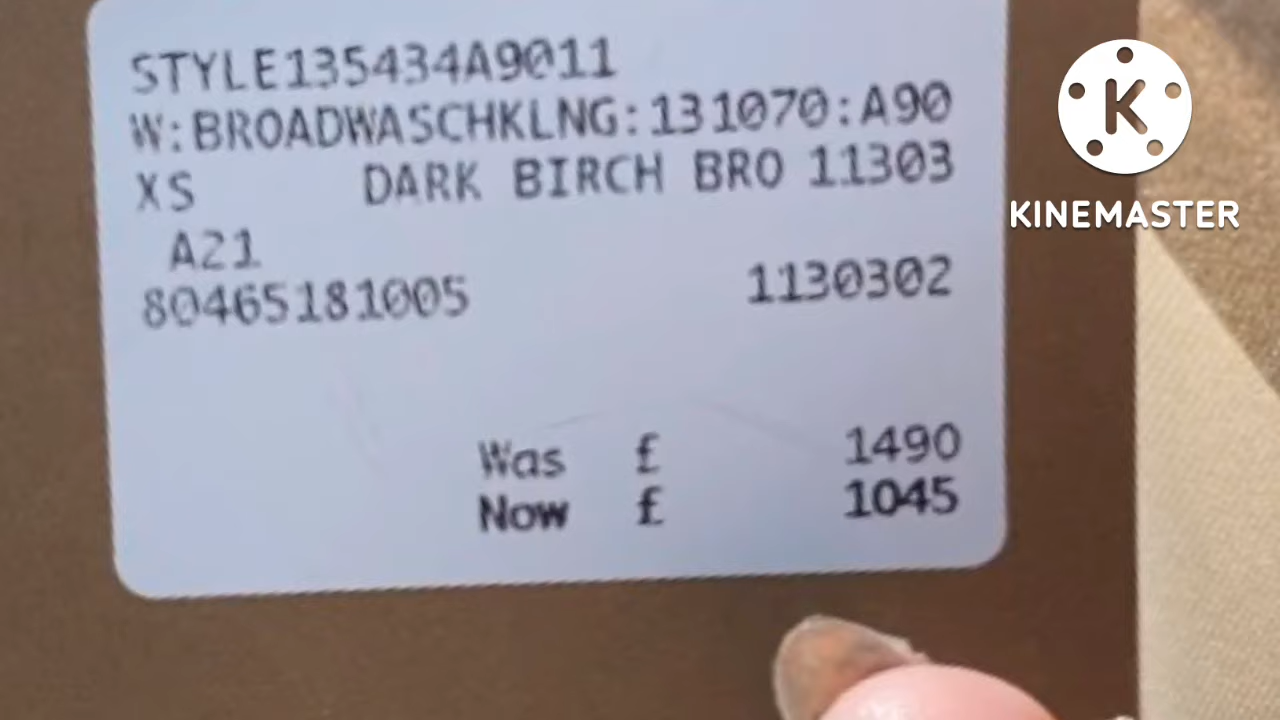 STYLE135434A9011
W:BROADWASCHKLNG:131070:A90
XS DARK BIRCH BRO 11303
A21
80465181005 1130302
Was £ 1490
Now £ 1045
K
KINEMASTER